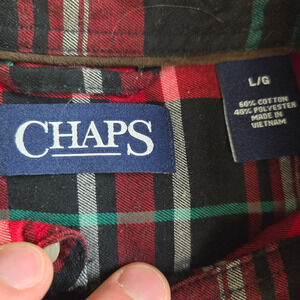 CHAPS
L/G
60% COTTON
40% POLYESTER
MADE IN
VIETNAM